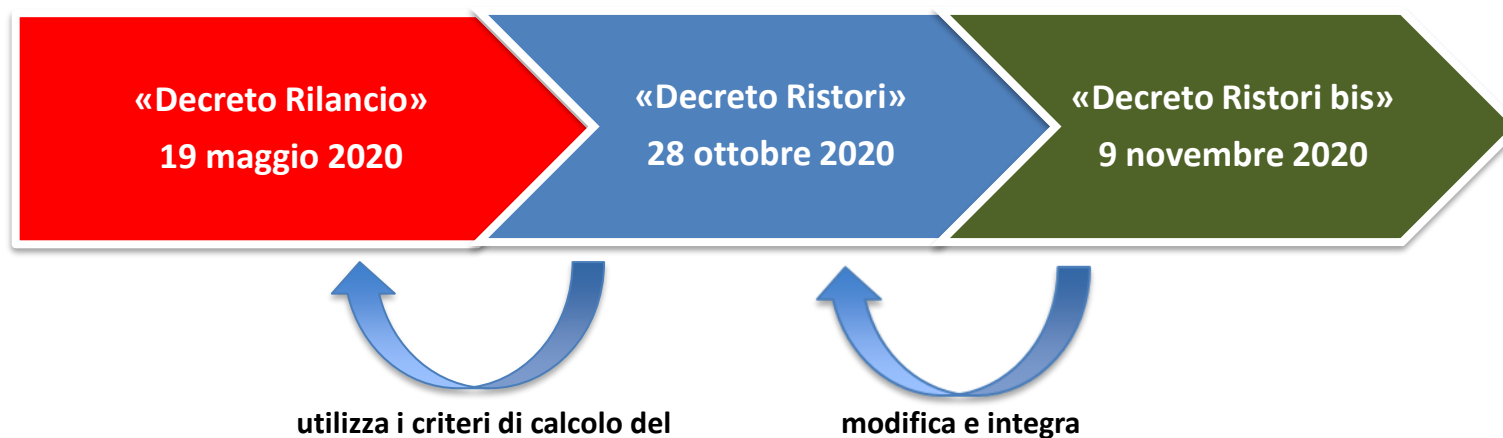 «Decreto Rilancio»
19 maggio 2020
«Decreto Ristori»
28 ottobre 2020
«Decreto Ristori bis»
9 novembre 2020
utilizza i criteri di calcolo del
modifica e integra